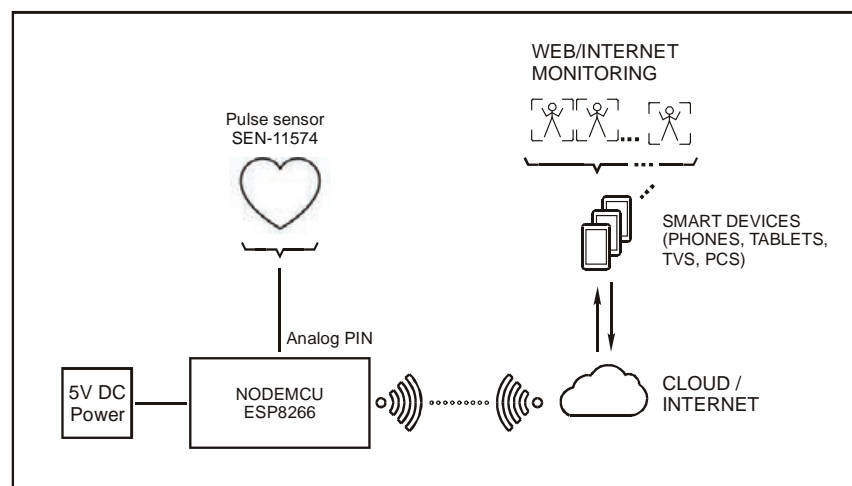 WEB/INTERNET
MONITORING
Pulse sensor
SEN-11574
SMART DEVICES
(PHONES, TABLETS,
TVS, PCS)
Analog PIN
5V DC
Power
NODEMCU
ESP8266
CLOUD /
INTERNET